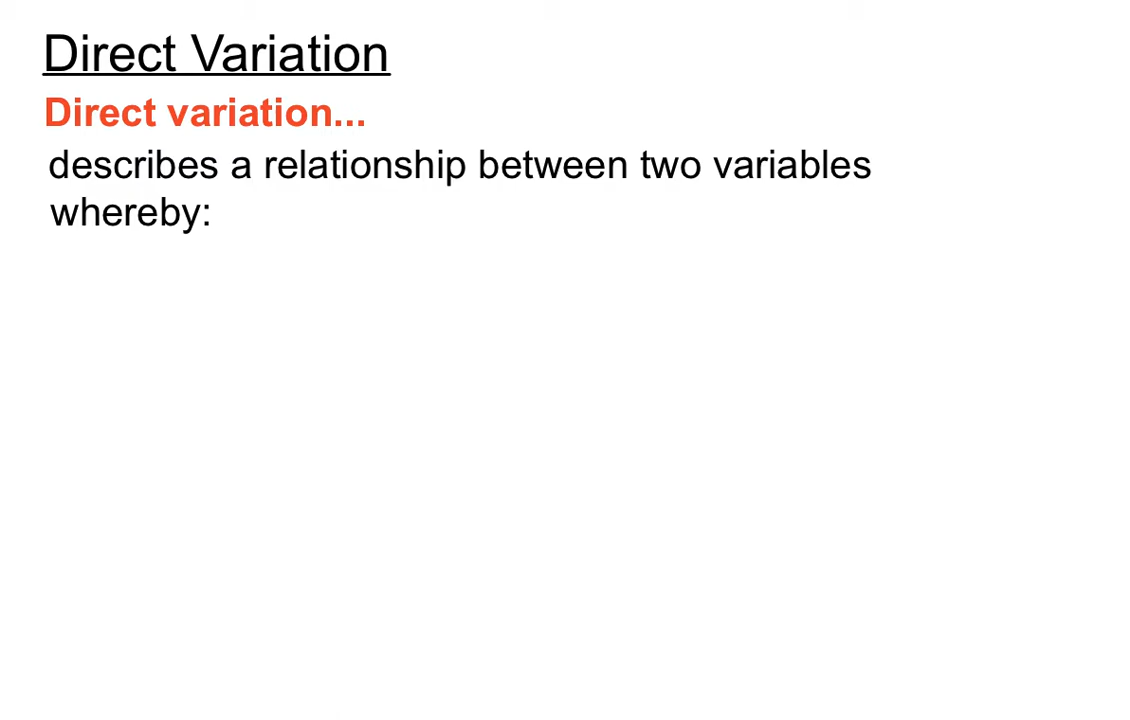 Direct Variation
Direct variation...
describes a relationship between two variables
whereby: